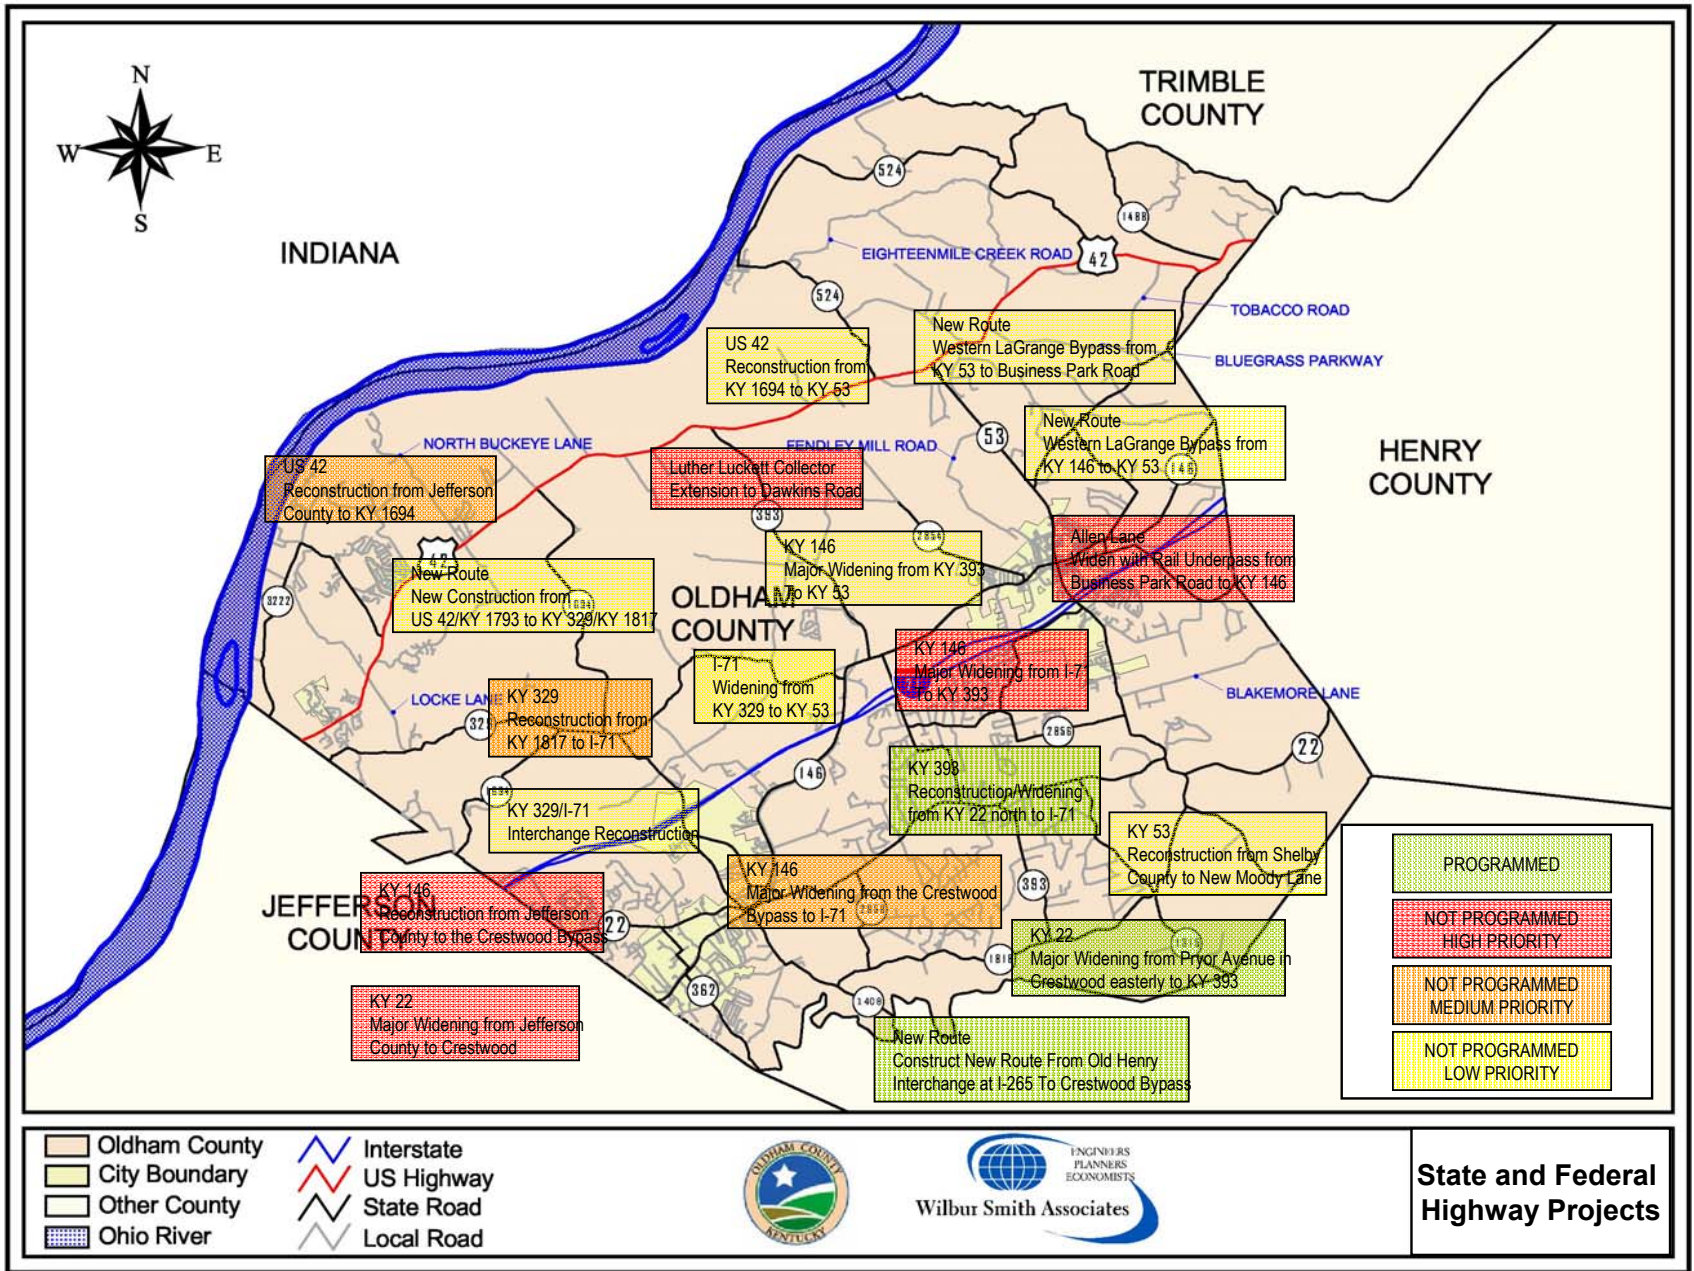 N
W
E
S
INDIANA
TRIMBLE
COUNTY
524
1488
EIGHTEENMILE CREEK ROAD
42
524
TOBACCO ROAD
New Route
Western LaGrange Bypass from
KY 53 to Business Park Road
US 42
Reconstruction from
KY 1694 to KY 53
BLUEGRASS PARKWAY
New Route
Western LaGrange Bypass from
KY 146 to KY 53
146
53
NORTH BUCKEYE LANE
FENDLEY MILL ROAD
HENRY
COUNTY
US 42
Reconstruction from Jefferson
County to KY 1694
Luther Luckett Collector
Extension to Dawkins Road
393
Allen Lane
Widen with Rail Underpass from
Business Park Road to KY 146
KY 146
Major Widening from KY 393
To KY 53
42
New Route
New Construction from
US 42/KY 1793 to KY 329/KY 1817
3222
OLDHAM
COUNTY
KY 146
Major Widening from I-71
To KY 393
I-71
Widening from
KY 329 to KY 53
BLAKEMORE LANE
LOCKE LANE
329
KY 329
Reconstruction from
KY 1817 to I-71
2856
22
146
KY 393
Reconstruction/Widening
from KY 22 north to I-71
KY 329/I-71
Interchange Reconstruction
KY 53
Reconstruction from Shelby
County to New Moody Lane
KY 146
Major Widening from the Crestwood
Bypass to I-71
393
JEFFERSON
COUNTY
KY 146
Reconstruction from Jefferson
County to the Crestwood Bypass
22
KY 22
Major Widening from Pryor Avenue in
Crestwood easterly to KY 393
1818
362
1408
KY 22
Major Widening from Jefferson
County to Crestwood
New Route
Construct New Route From Old Henry
Interchange at I-265 To Crestwood Bypass
PROGRAMMED
NOT PROGRAMMED
HIGH PRIORITY
NOT PROGRAMMED
MEDIUM PRIORITY
NOT PROGRAMMED
LOW PRIORITY
Oldham County
City Boundary
Other County
Ohio River
Interstate
US Highway
State Road
Local Road
OLDHAM COUNTY
KENTUCKY
ENGINEERS
PLANNERS
ECONOMISTS
Wilbur Smith Associates
State and Federal
Highway Projects